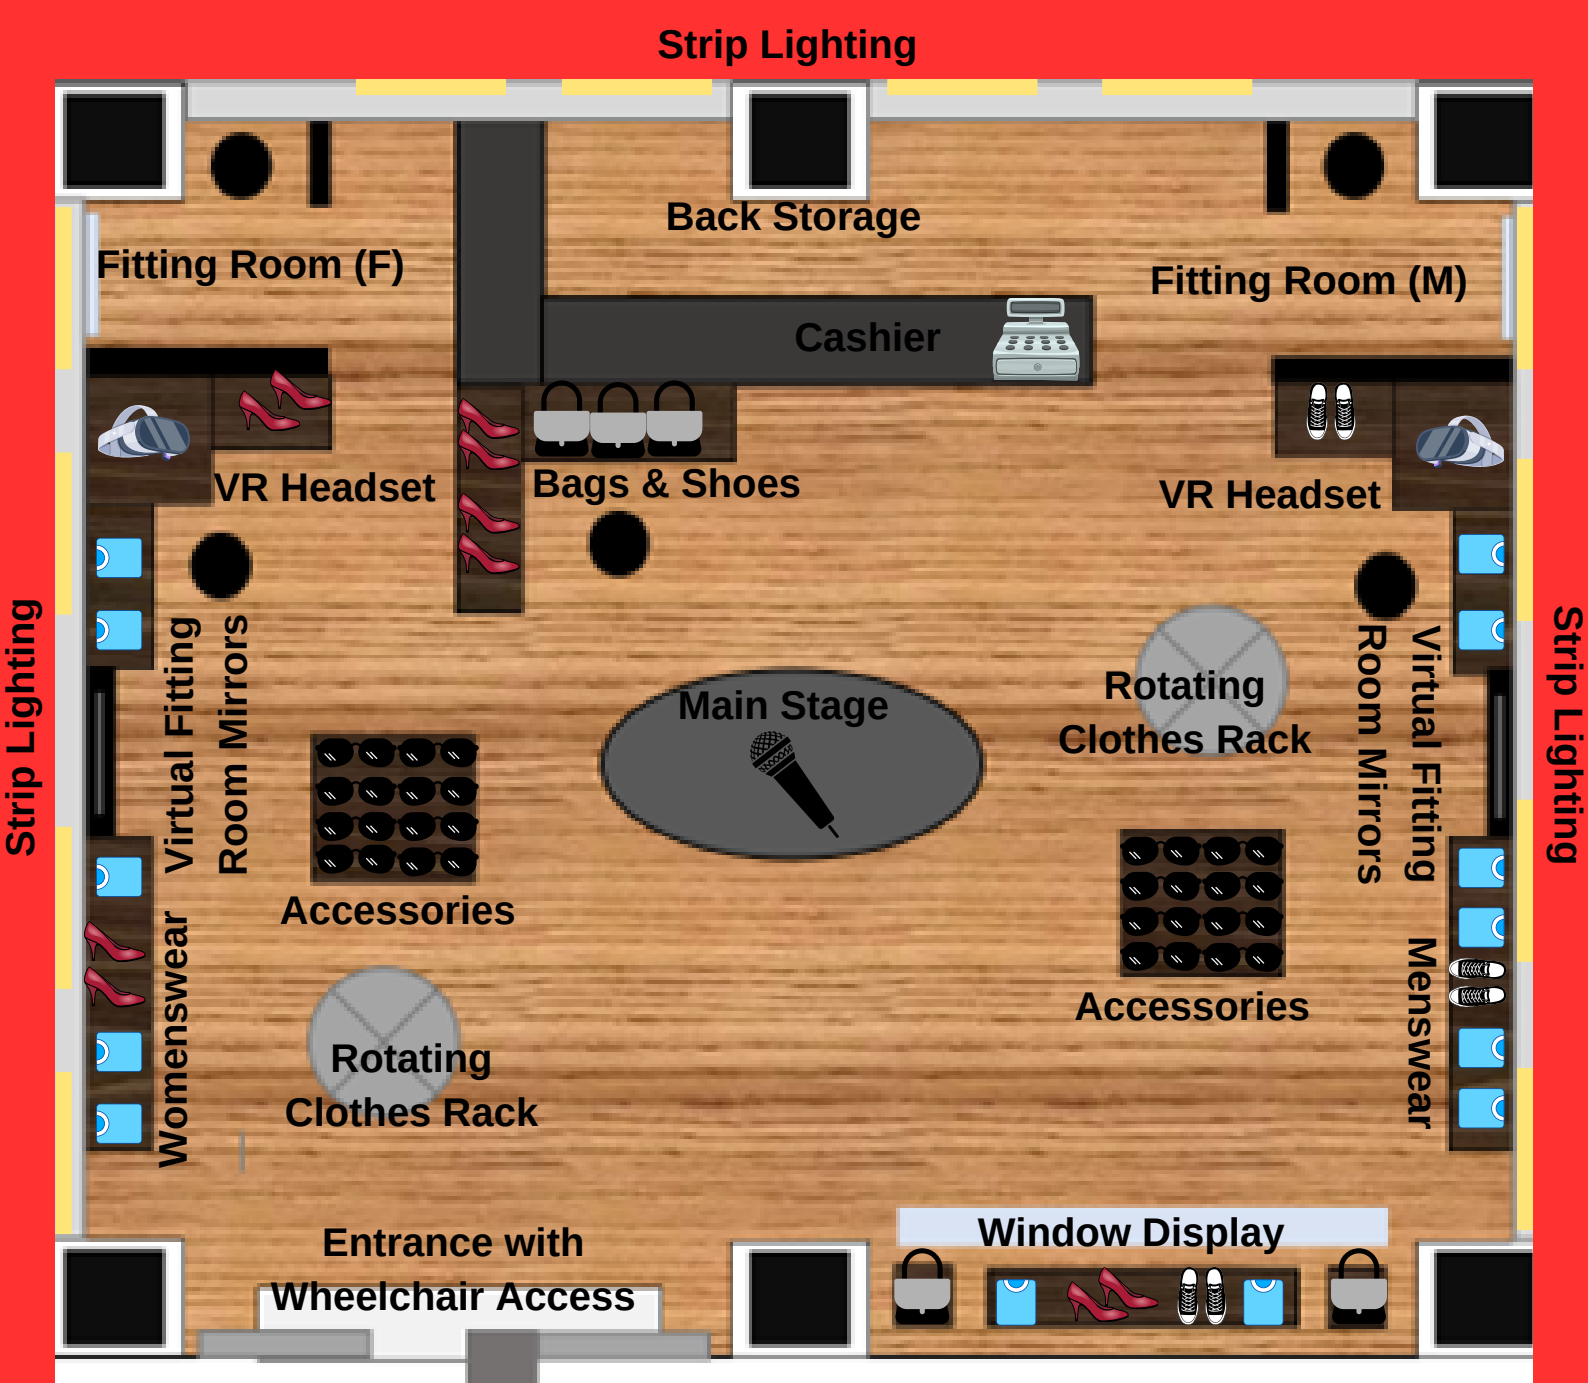 Strip Lighting
Back Storage
Fitting Room (F)
Fitting Room (M)
Cashier
VR Headset
Bags & Shoes
VR Headset
Strip Lighting
Virtual Fitting
Room Mirrors
Main Stage
Rotating
Clothes Rack
Virtual Fitting
Room Mirrors
Strip Lighting
Accessories
Womenswear
Accessories
Menswear
Rotating
Clothes Rack
Entrance with
Wheelchair Access
Window Display